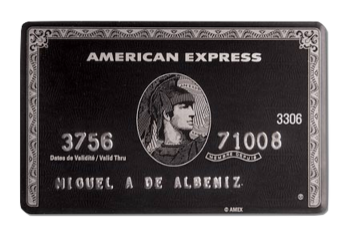 AMERICAN EXPRESS
3306
3756 71008
Dates de Validité / Valid Thru
MIGUEL A DE ALBENIZ
© AMEX ®